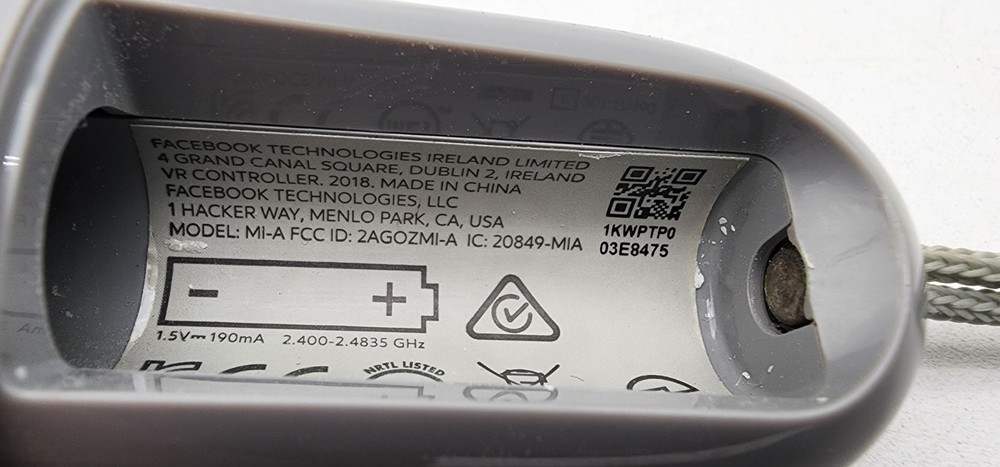 FACEBOOK TECHNOLOGIES IRELAND LIMITED
4 GRAND CANAL SQUARE, DUBLIN 2, IRELAND
VR CONTROLLER. 2018. MADE IN CHINA
FACEBOOK TECHNOLOGIES, LLC
1 HACKER WAY, MENLO PARK, CA, USA
MODEL: Mi-A FCC ID: 2AGOZMI-A IC: 20849-MIA
1KWPTP0
03E8475
- +
1.5V⎓190mA 2.400-2.4835 GHz
NRTL LISTED